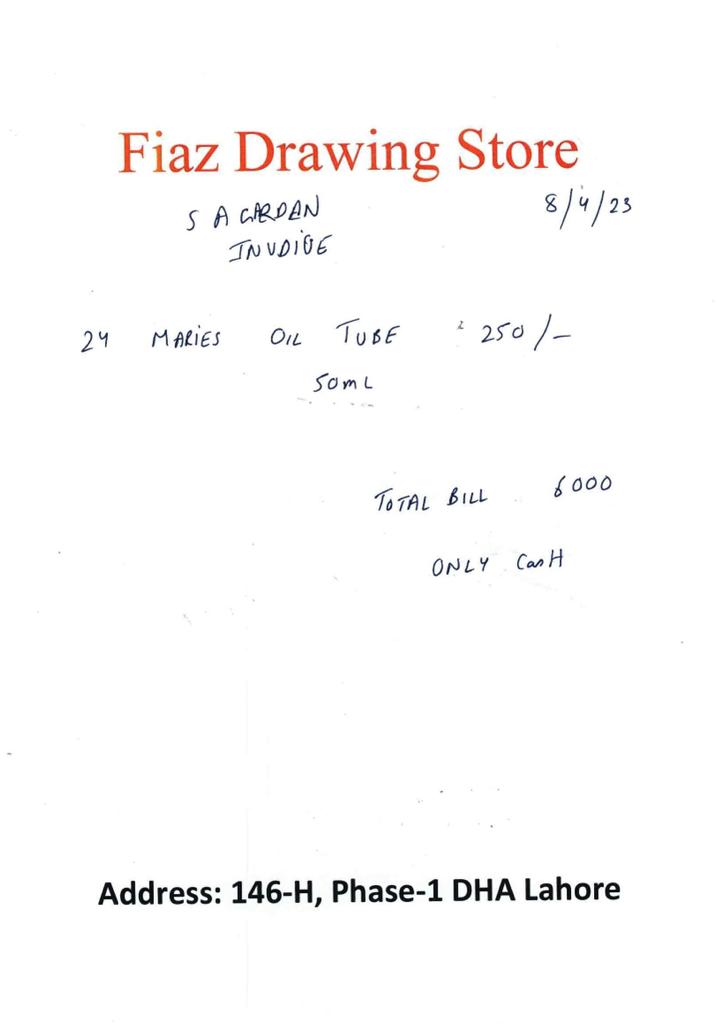 Fiaz Drawing Store
S A GARDAN 8/4/23
INVOIVE
24 MARIES OIL TUBE 250/-
50ML
TOTAL BILL 6000
ONLY CasH
Address: 146-H, Phase-1 DHA Lahore